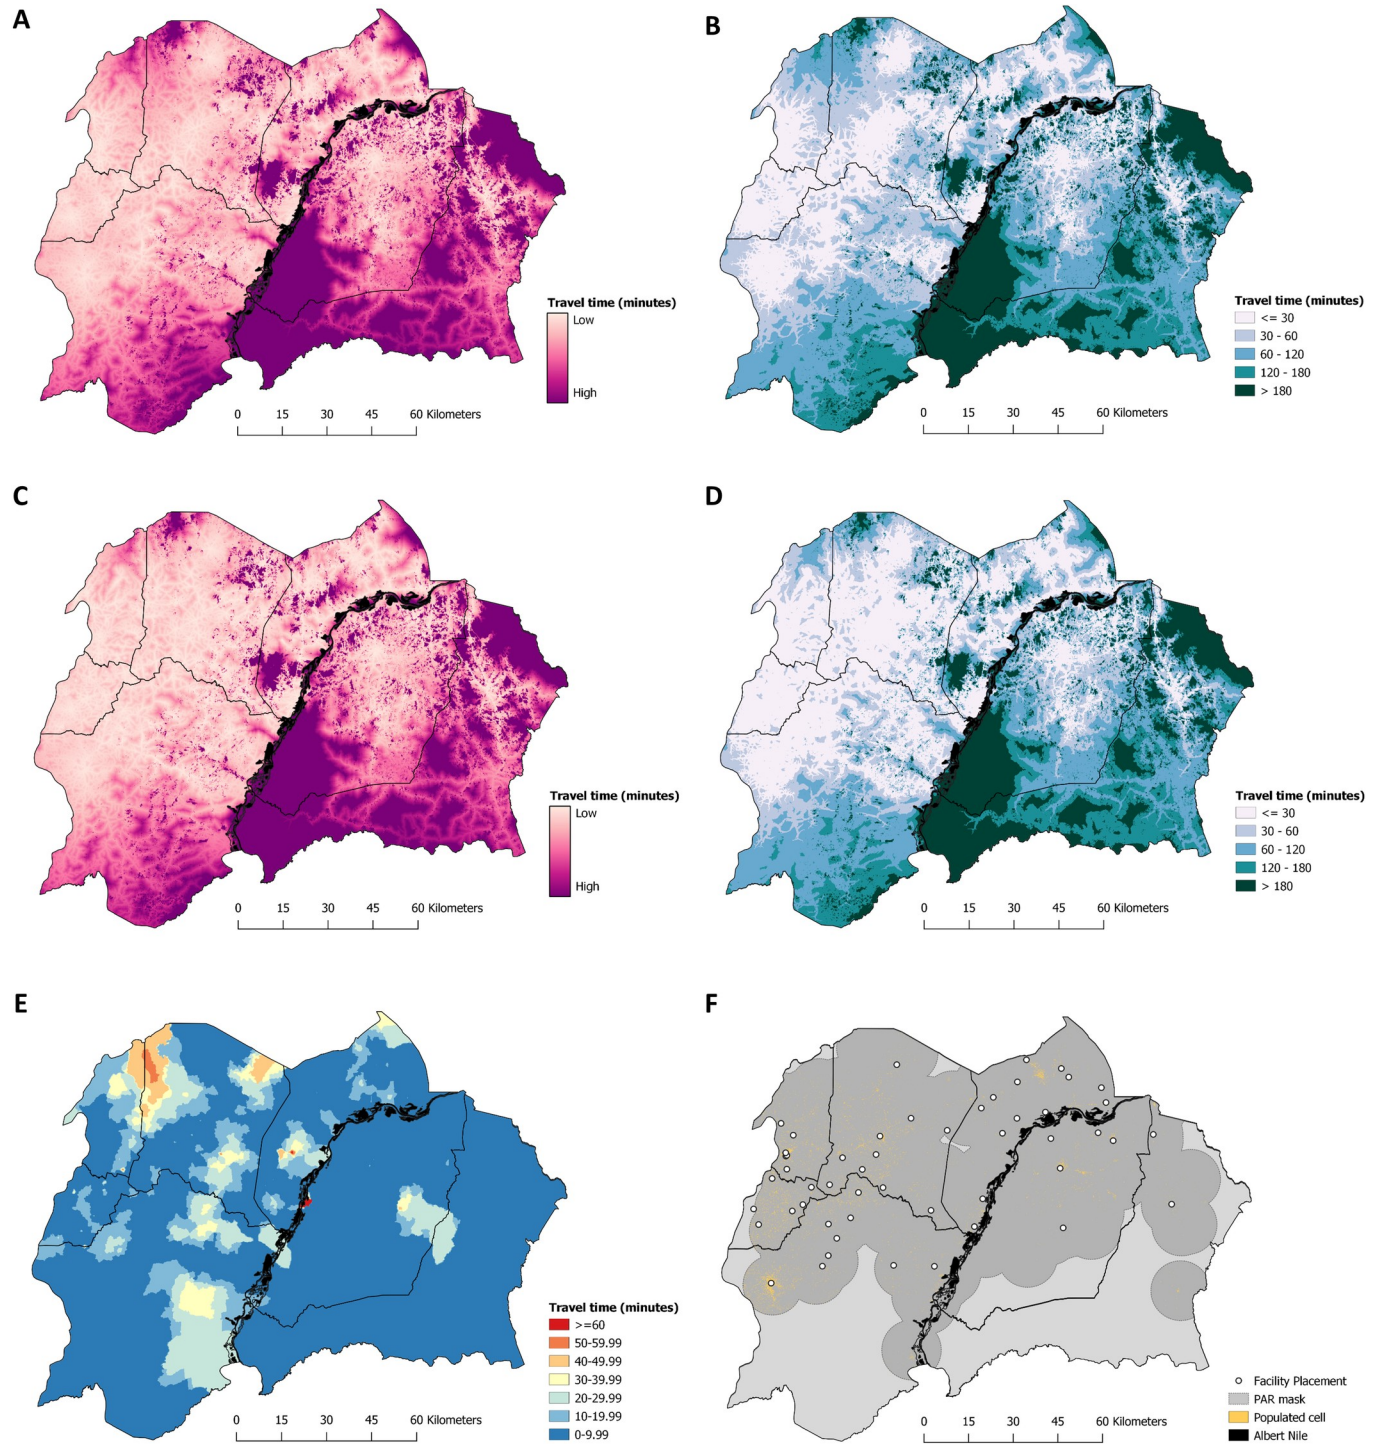 A
B
Travel time (minutes)
Low
High
0 15 30 45 60 Kilometers
Travel time (minutes)
<= 30
30 - 60
60 - 120
120 - 180
> 180
0 15 30 45 60 Kilometers
C
D
Travel time (minutes)
Low
High
0 15 30 45 60 Kilometers
Travel time (minutes)
<= 30
30 - 60
60 - 120
120 - 180
> 180
0 15 30 45 60 Kilometers
E
F
Travel time (minutes)
>=60
50-59.99
40-49.99
30-39.99
20-29.99
10-19.99
0-9.99
0 15 30 45 60 Kilometers
Facility Placement
PAR mask
Populated cell
Albert Nile
0 15 30 45 60 Kilometers